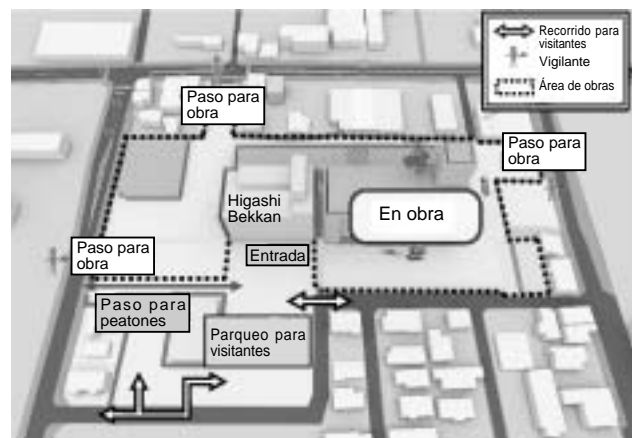 Recorrido para
visitantes
Vigilante
Área de obras
Paso para
obra
Paso para
obra
Higashi
Bekkan
En obra
Paso para
obra
Entrada
Paso para
peatones
Parqueo para
visitantes